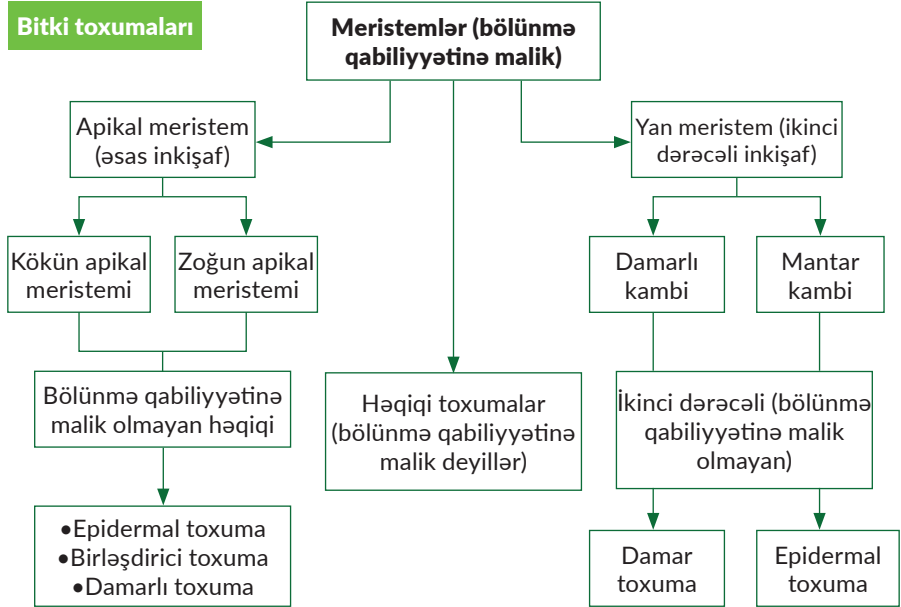 Bitki toxumaları
Meristemlər (bölünmə
qabiliyyətinə malik)
Apikal meristem
(əsas inkişaf)
Yan meristem (ikinci
dərəcəli inkişaf)
Kökün apikal
meristemi
Zoğun apikal
meristemi
Damarlı
kambi
Mantar
kambi
Bölünmə qabiliyyətinə
malik olmayan həqiqi
Həqiqi toxumalar
(bölünmə qabiliyyətinə
malik deyillər)
İkinci dərəcəli (bölünmə
qabiliyyətinə malik
olmayan)
•Epidermal toxuma
•Birləşdirici toxuma
•Damarlı toxuma
Damar
toxuma
Epidermal
toxuma